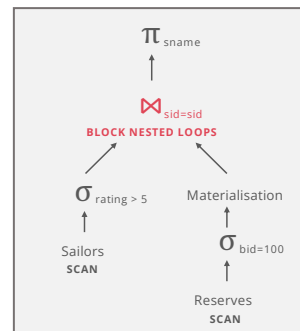 π sname
⋈ sid=sid
BLOCK NESTED LOOPS
σ rating > 5
Materialisation
σ bid=100
Sailors
SCAN
Reserves
SCAN